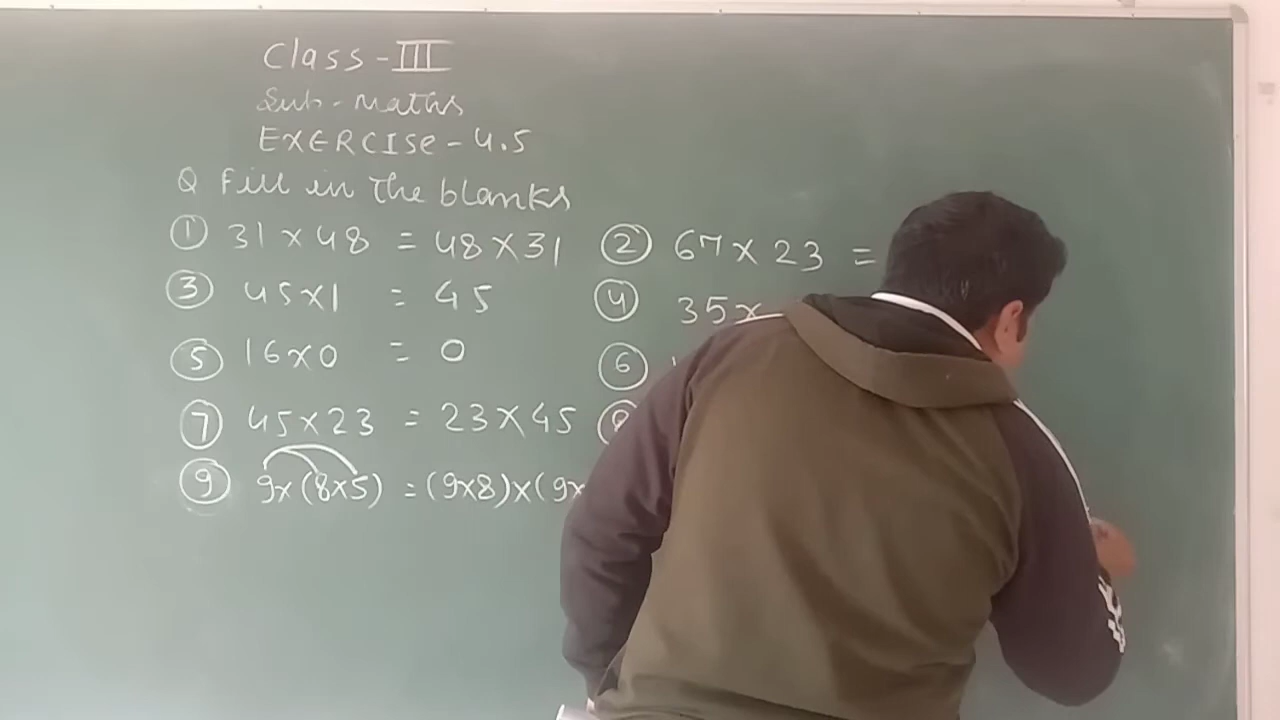 Class - III
Sub - Maths
EXERCISE - 4.5
Q Fill in the blanks
① 31 × 48 = 48 × 31 ② 67 × 23 =
③ 45×1 = 45 ④ 35×
⑤ 16×0 = 0 ⑥
⑦ 45×23 = 23×45
⑨ 9×(8×5) = (9×8)×(9×